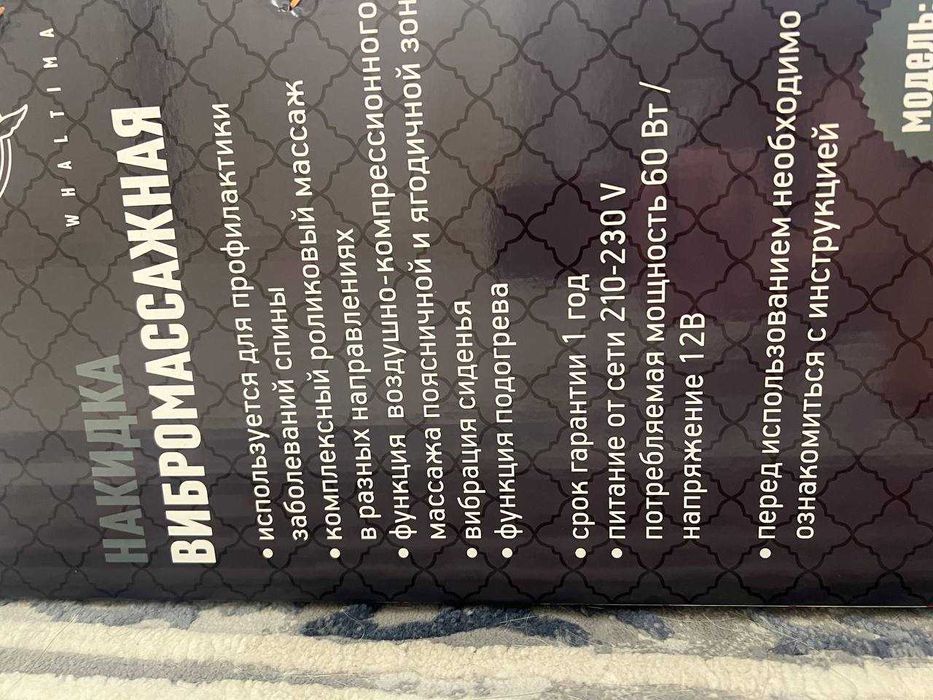 WHALTIMA
НАКИДКА
ВИБРОМАССАЖНАЯ
• используется для профилактики
заболеваний спины
• комплексный роликовый массаж
в разных направлениях
• функция воздушно-компрессионного
массажа поясничной и ягодичной зон
• вибрация сиденья
• функция подогрева
• срок гарантии 1 год
• питание от сети 210-230 V
потребляемая мощность 60 Вт /
напряжение 12В
• перед использованием необходимо
ознакомиться с инструкцией
МОДЕЛЬ: